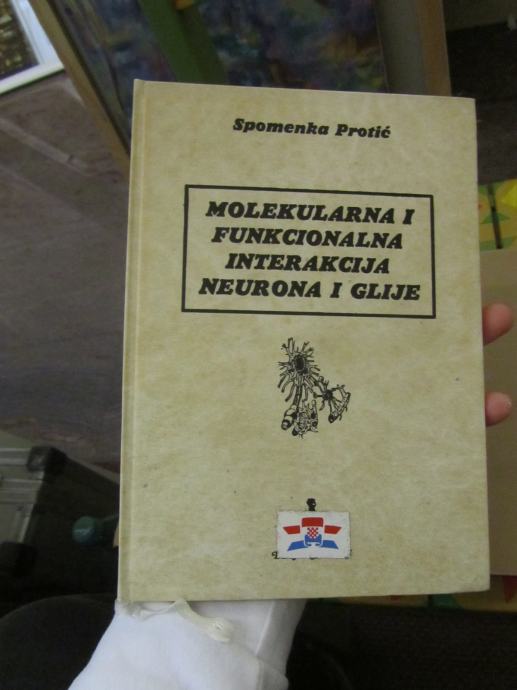 Spomenka Protić
MOLEKULARNA I
FUNKCIONALNA
INTERAKCIJA
NEURONA I GLIJE